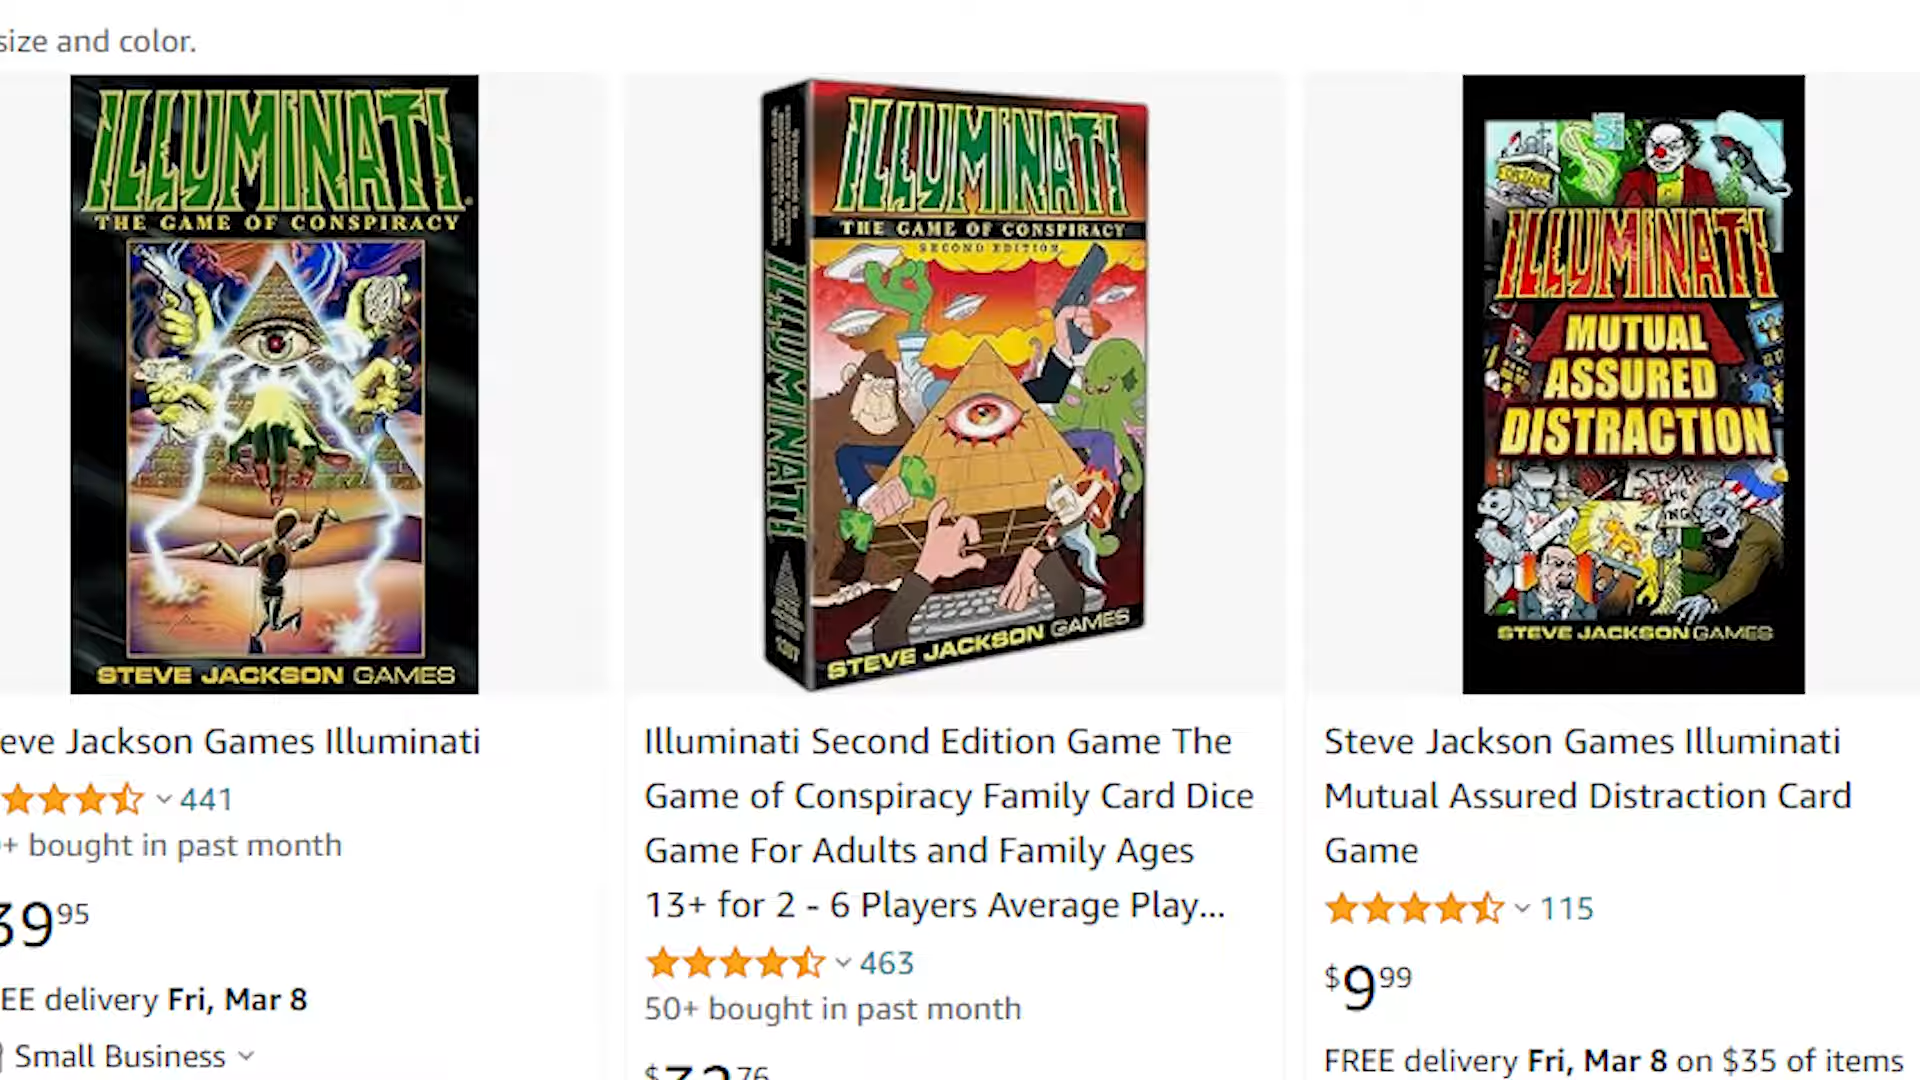 size and color.
ILLUMINATI
THE GAME OF CONSPIRACY
STEVE JACKSON GAMES
ILLUMINATI
THE GAME OF CONSPIRACY
SECOND EDITION
ILLUMINATI
STEVE JACKSON GAMES
ILLUMINATI
MUTUAL
ASSURED
DISTRACTION
STOP
THE
STEVE JACKSON GAMES
eve Jackson Games Illuminati
441
+ bought in past month
39 95
EE delivery Fri, Mar 8
Small Business
Illuminati Second Edition Game The
Game of Conspiracy Family Card Dice
Game For Adults and Family Ages
13+ for 2 - 6 Players Average Play...
463
50+ bought in past month
$32 76
Steve Jackson Games Illuminati
Mutual Assured Distraction Card
Game
115
$9 99
FREE delivery Fri, Mar 8 on $35 of items